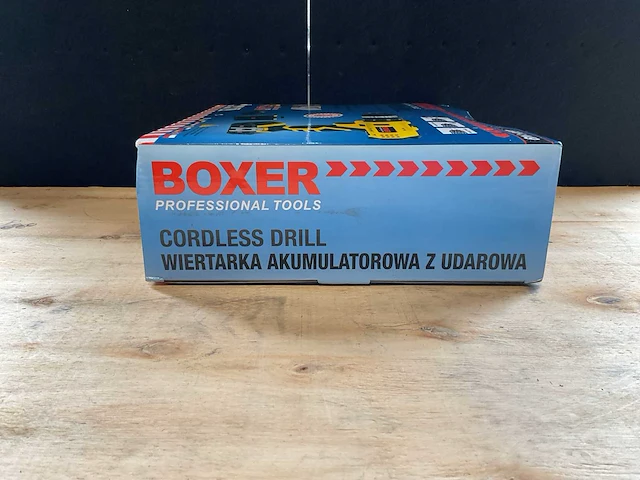 BOXER
PROFESSIONAL TOOLS
CORDLESS DRILL
WIERTARKA AKUMULATOROWA Z UDAROWA